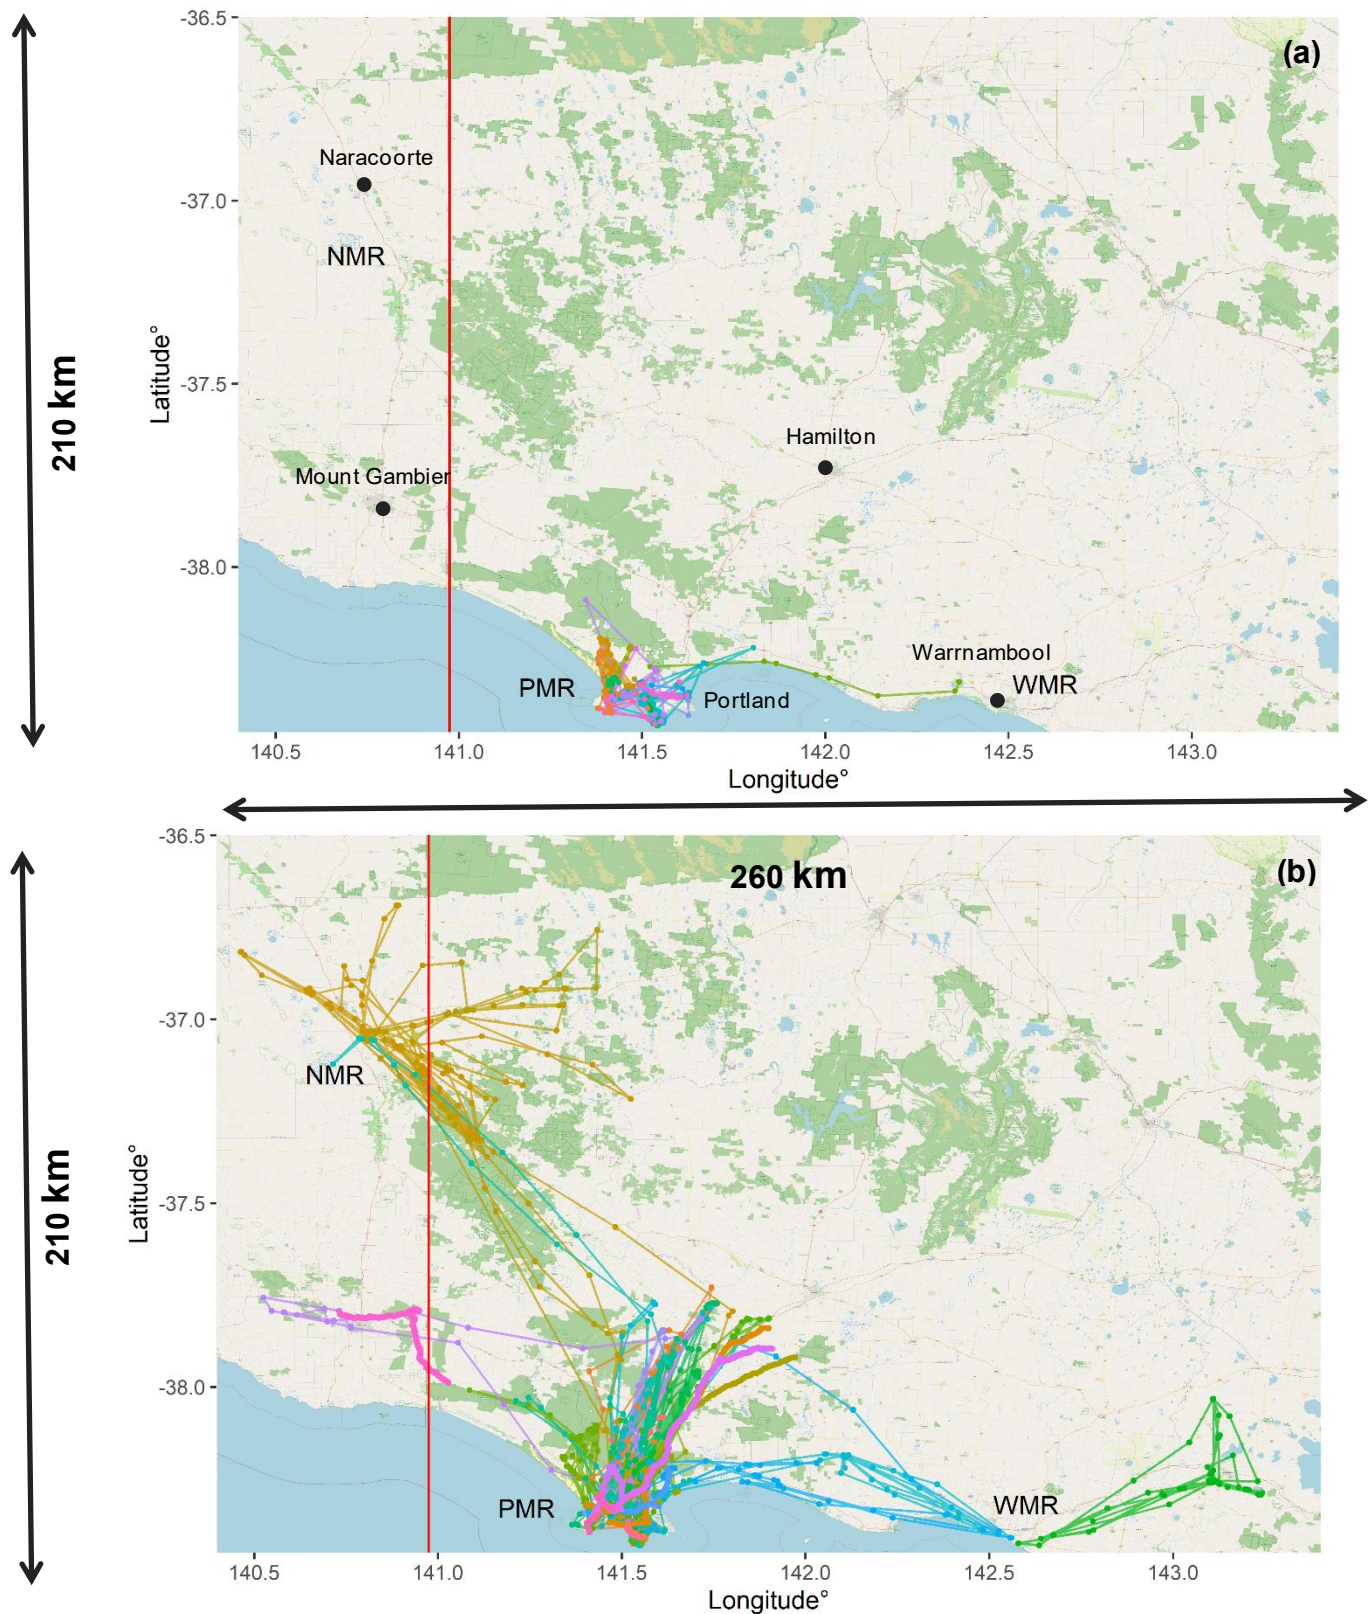 -36.5
(a)
Naracoorte
-37.0
NMR
210 km
Latitude°
-37.5
Hamilton
Mount Gambier
-38.0
Warrnambool
PMR
WMR
Portland
140.5 141.0 141.5 142.0 142.5 143.0
Longitude°
-36.5
260 km
(b)
-37.0
NMR
210 km
Latitude°
-37.5
-38.0
PMR
WMR
140.5 141.0 141.5 142.0 142.5 143.0
Longitude°